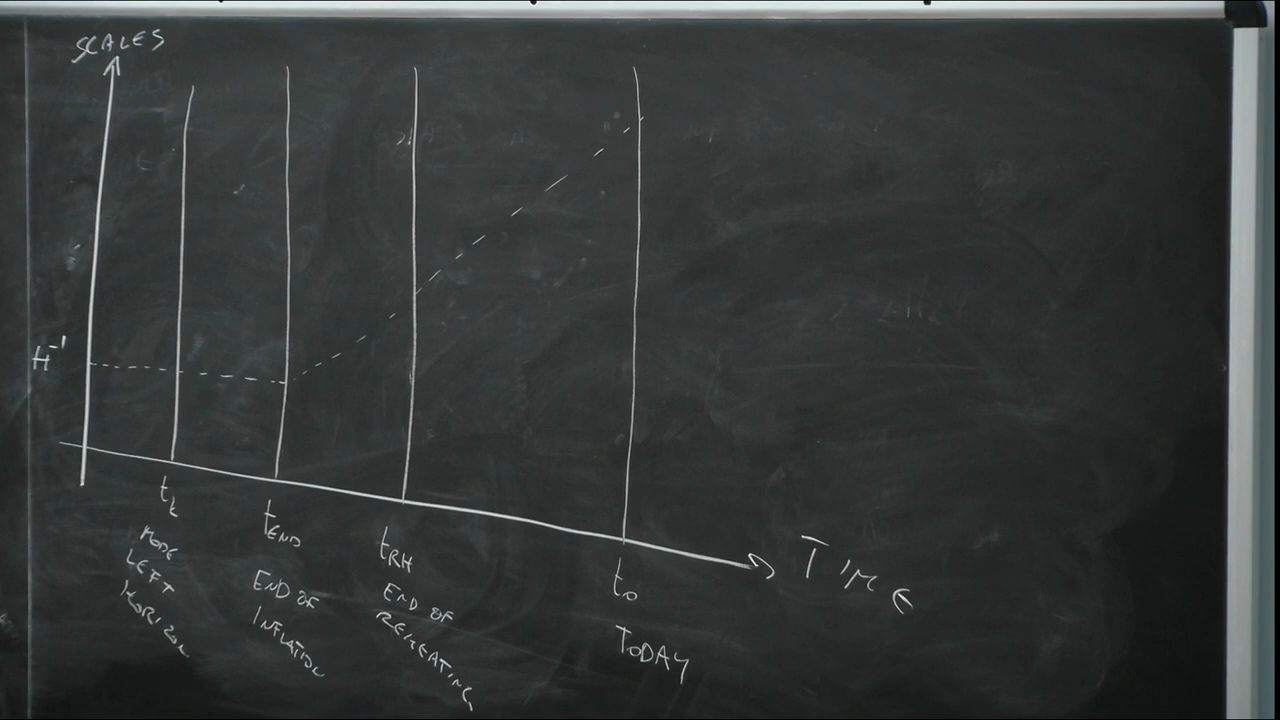 SCALES
H⁻¹
t_k
MODE
LEFT
HORIZON
t_END
END OF
INFLATION
t_RH
END OF
REHEATING
t_0
TODAY
TIME